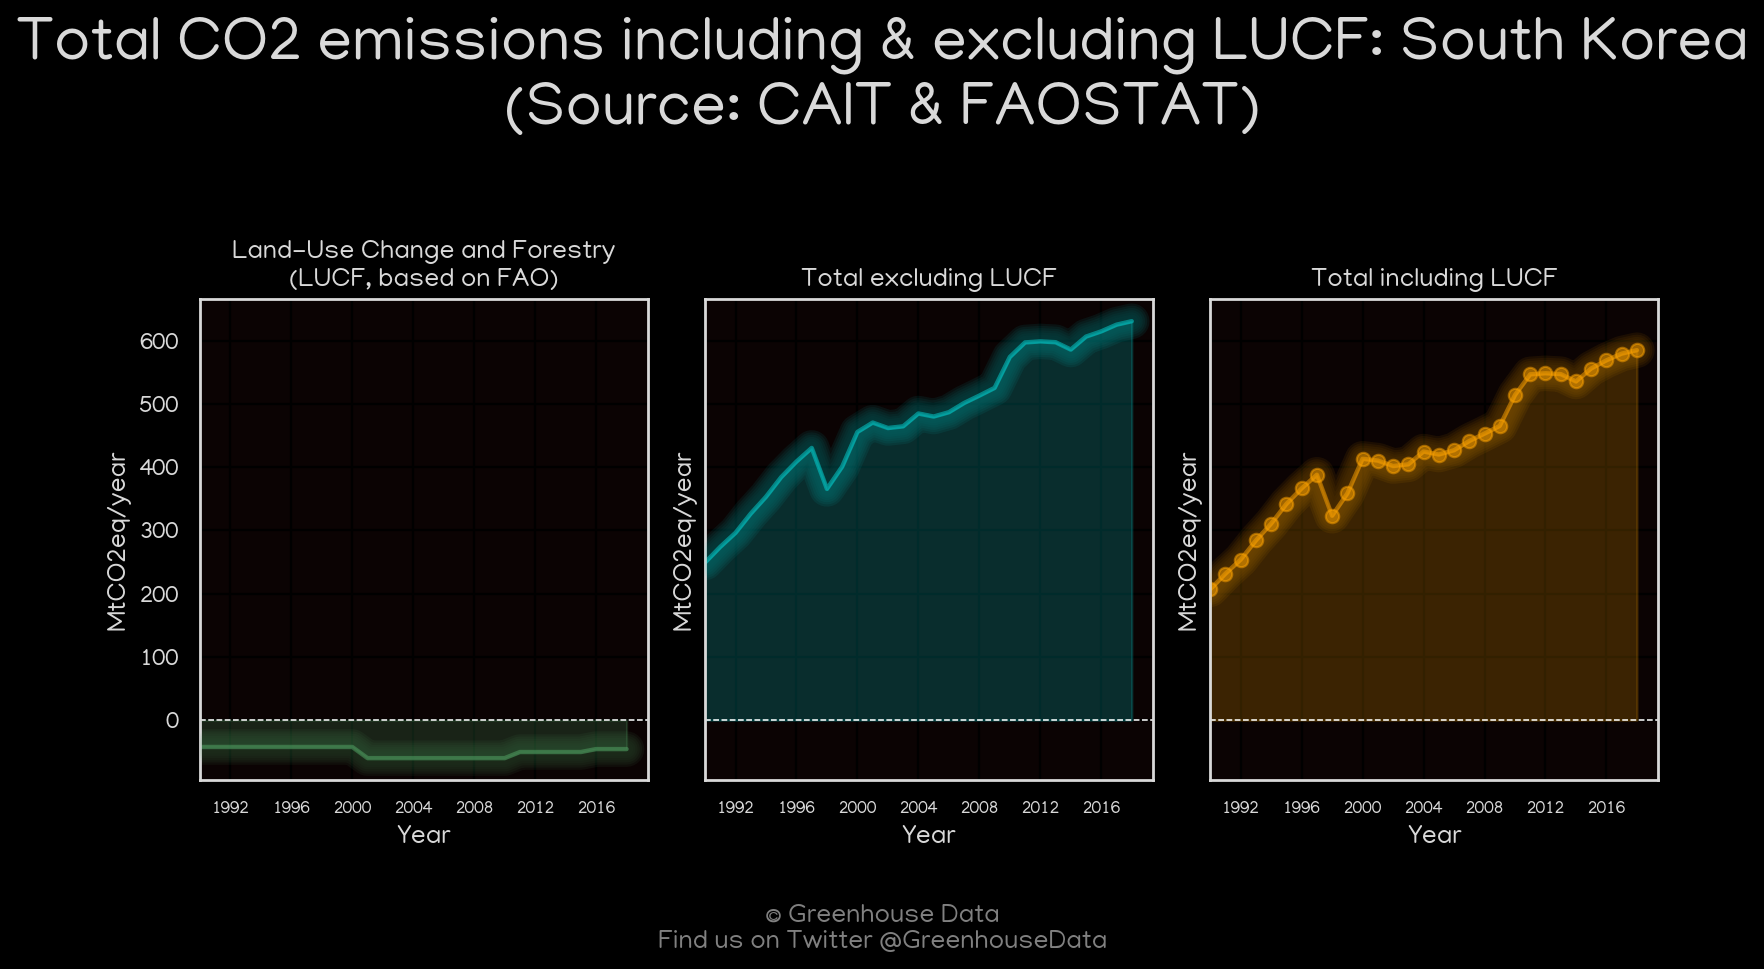 Total CO2 emissions including & excluding LUCF: South Korea
(Source: CAIT & FAOSTAT)
Land-Use Change and Forestry
(LUCF, based on FAO)
Total excluding LUCF
Total including LUCF
600
500
400
300
200
100
0
MtCO2eq/year
MtCO2eq/year
MtCO2eq/year
1992 1996 2000 2004 2008 2012 2016
1992 1996 2000 2004 2008 2012 2016
1992 1996 2000 2004 2008 2012 2016
Year
Year
Year
© Greenhouse Data
Find us on Twitter @GreenhouseData